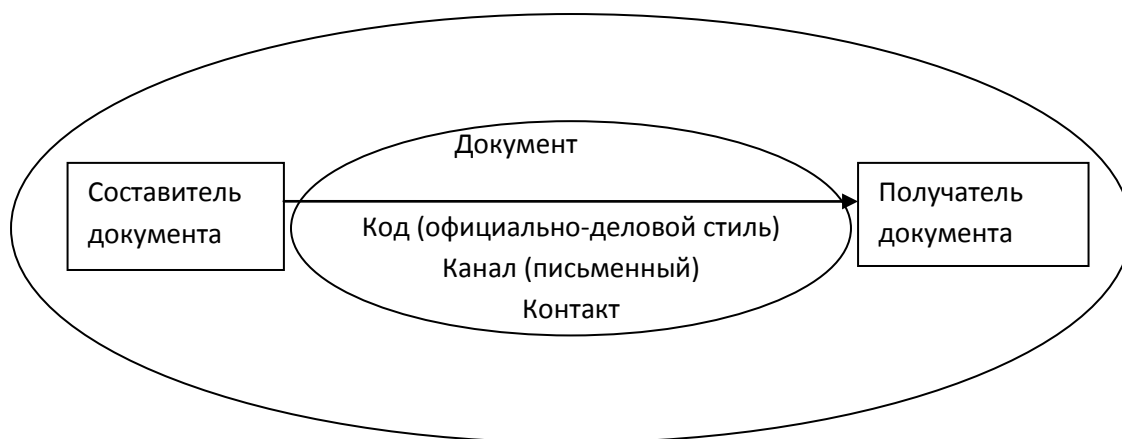 Документ
Составитель
документа
Получатель
документа
Код (официально-деловой стиль)
Канал (письменный)
Контакт